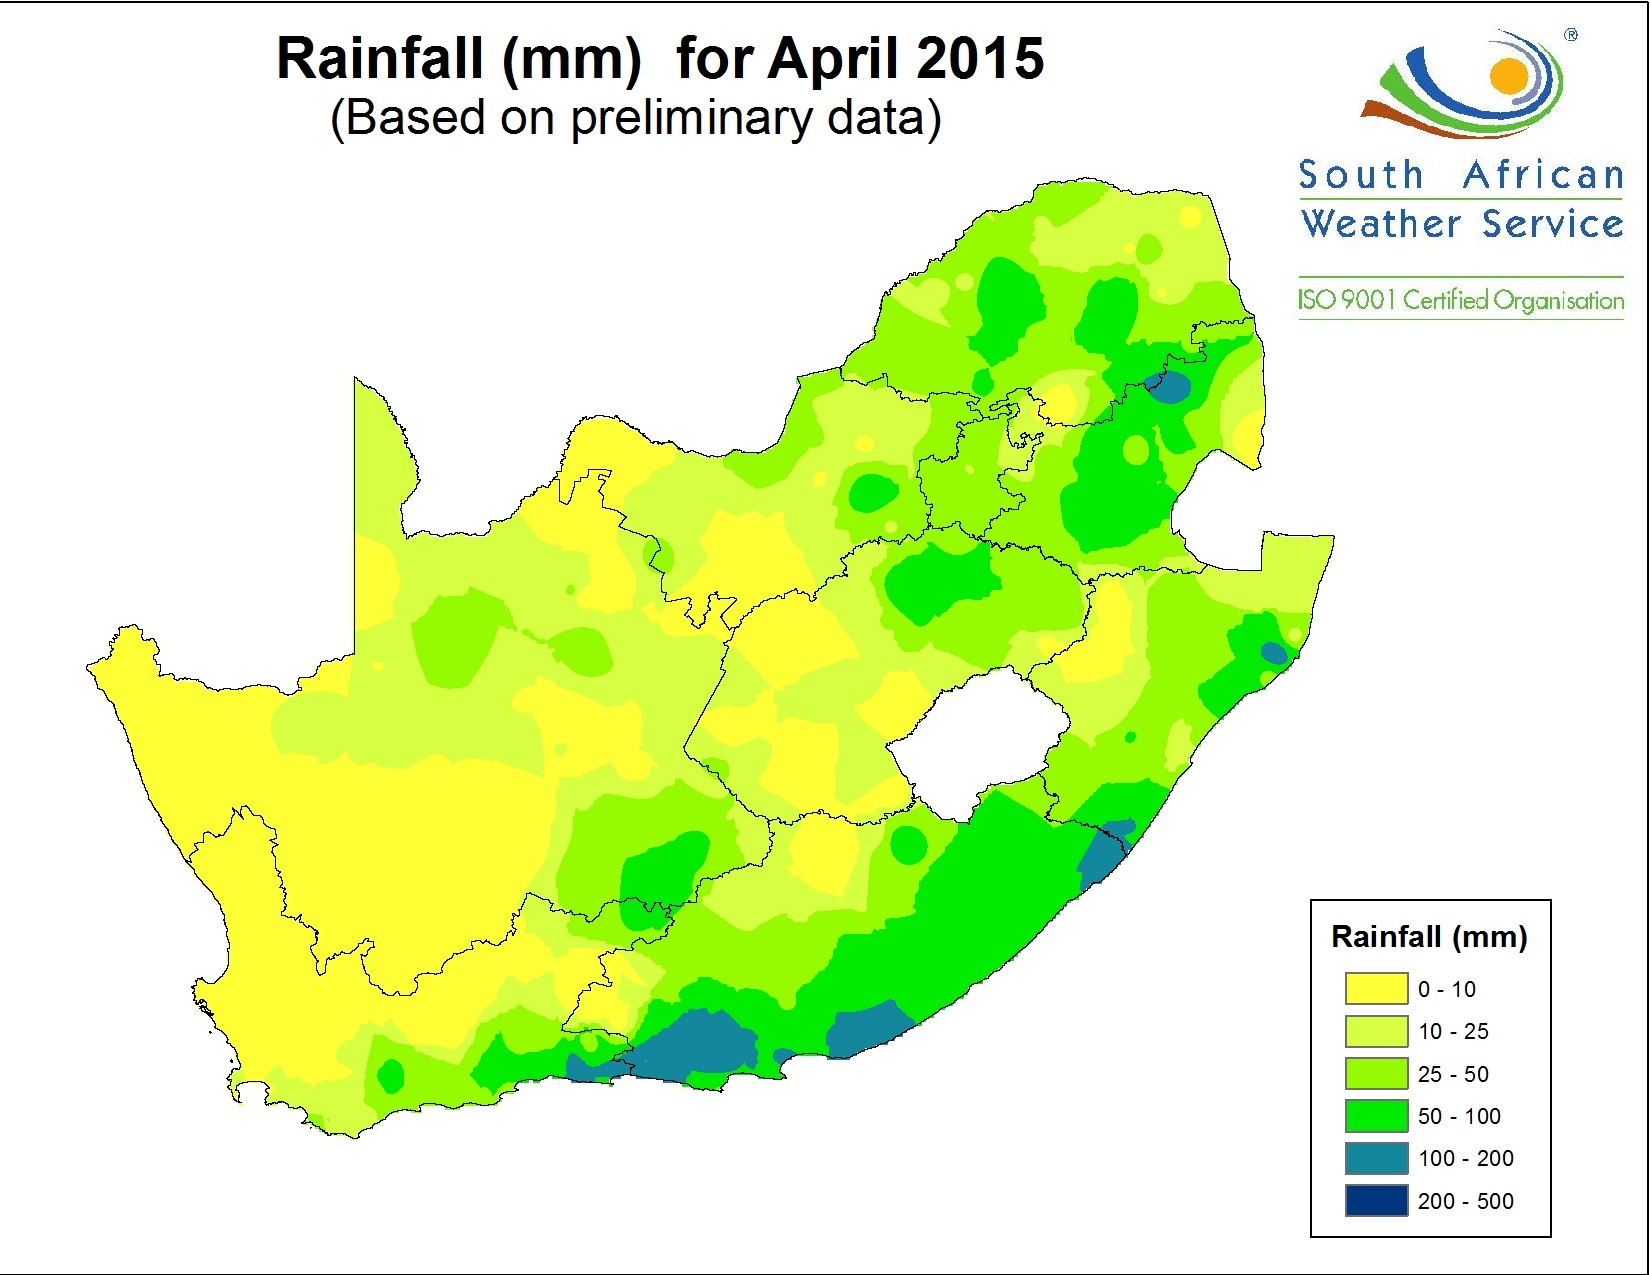 Rainfall (mm)  for April 2015
(Based on preliminary data)
®
South African
Weather Service
ISO 9001 Certified Organisation
Rainfall (mm)
0 - 10
10 - 25
25 - 50
50 - 100
100 - 200
200 - 500